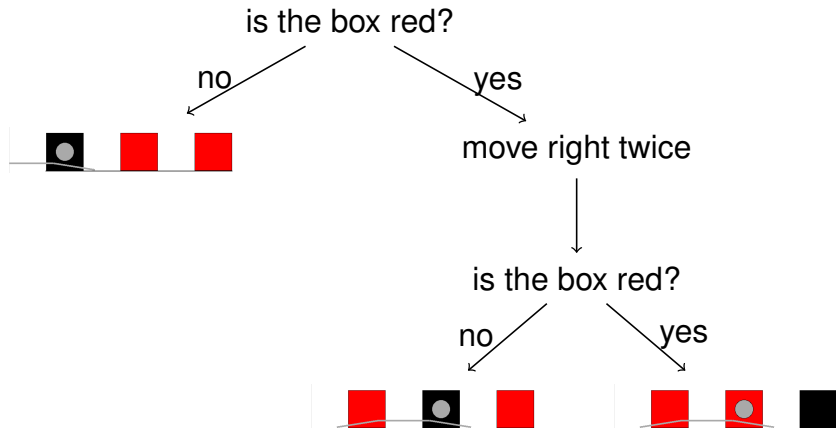 is the box red?
no
yes
move right twice
is the box red?
no
yes